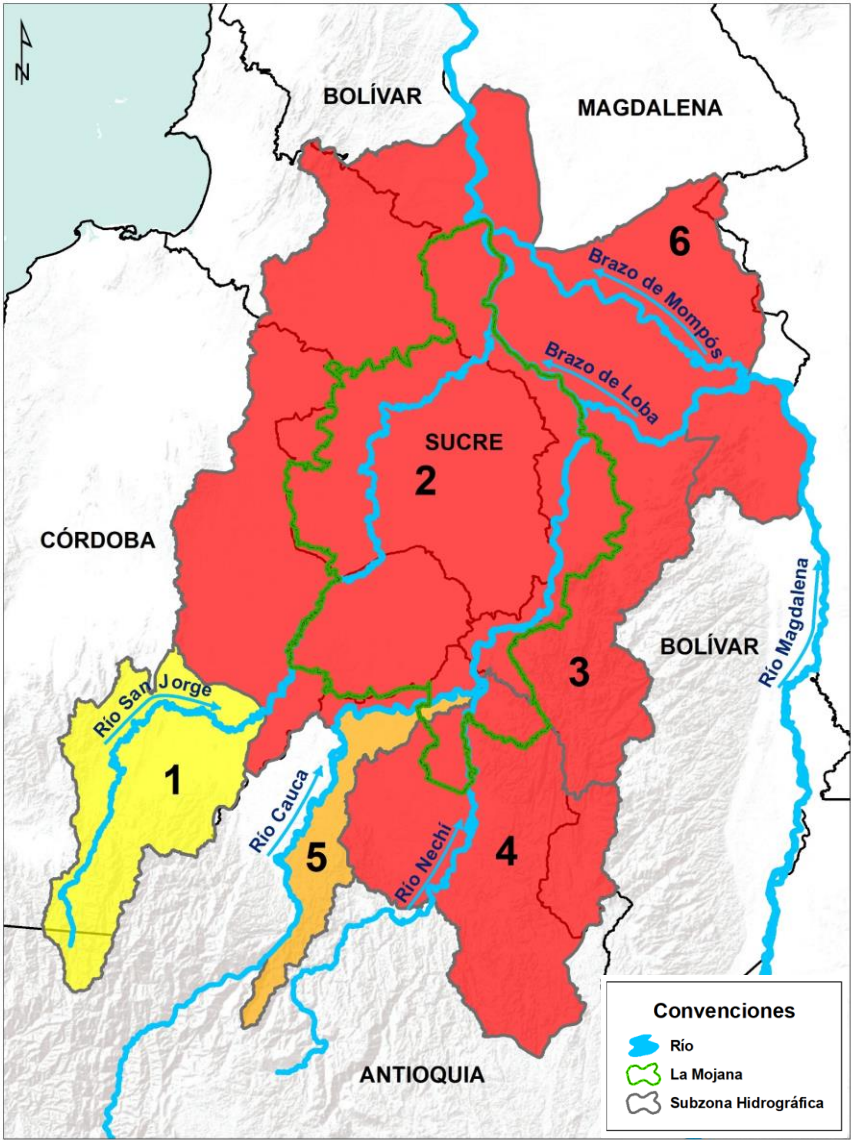 N
BOLÍVAR
MAGDALENA
6
Brazo de Mompós
Brazo de Loba
SUCRE
2
CÓRDOBA
Río Magdalena
BOLÍVAR
3
Río San Jorge
1
Río Cauca
5
Río Nechí
4
ANTIOQUIA
Convenciones
Río
La Mojana
Subzona Hidrográfica